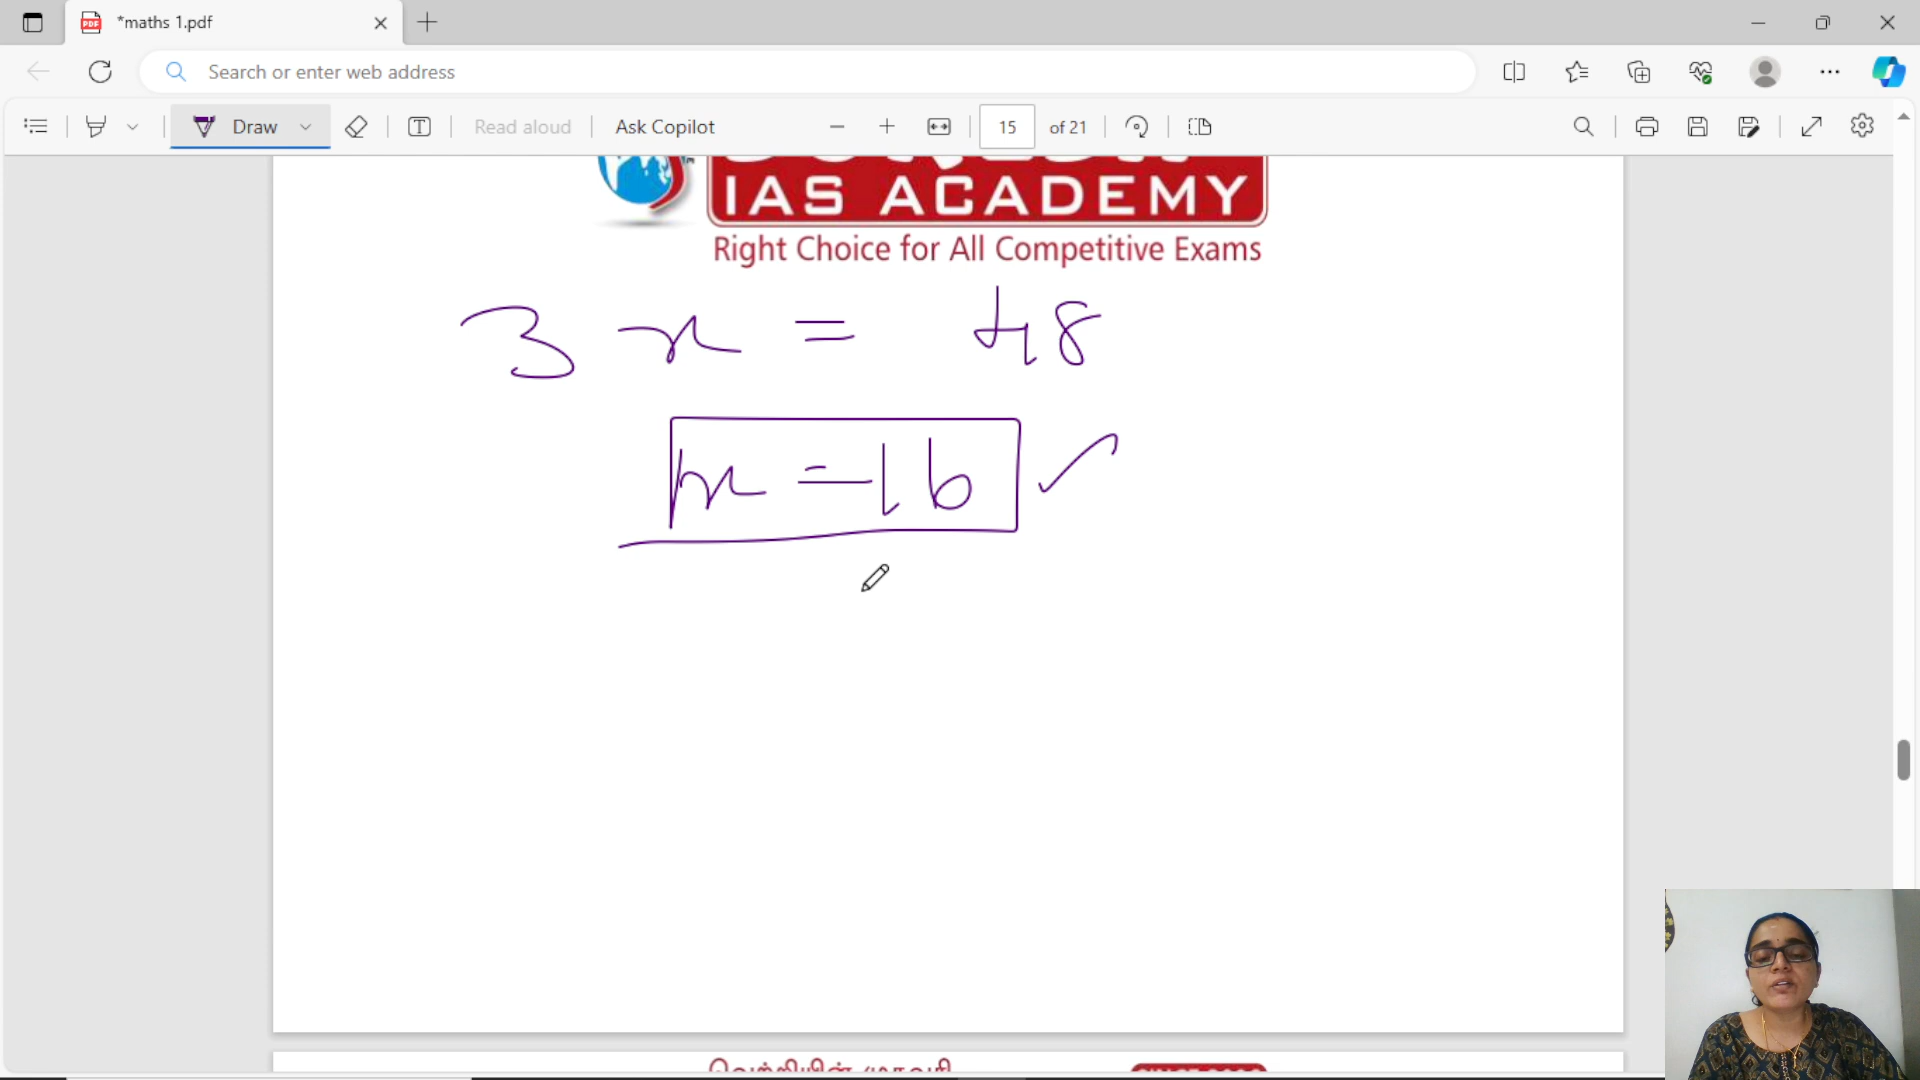 *maths 1.pdf
Search or enter web address
Draw
Read aloud
Ask Copilot
15 of 21
IAS ACADEMY
Right Choice for All Competitive Exams
3 x = 48
x = 16 ✓